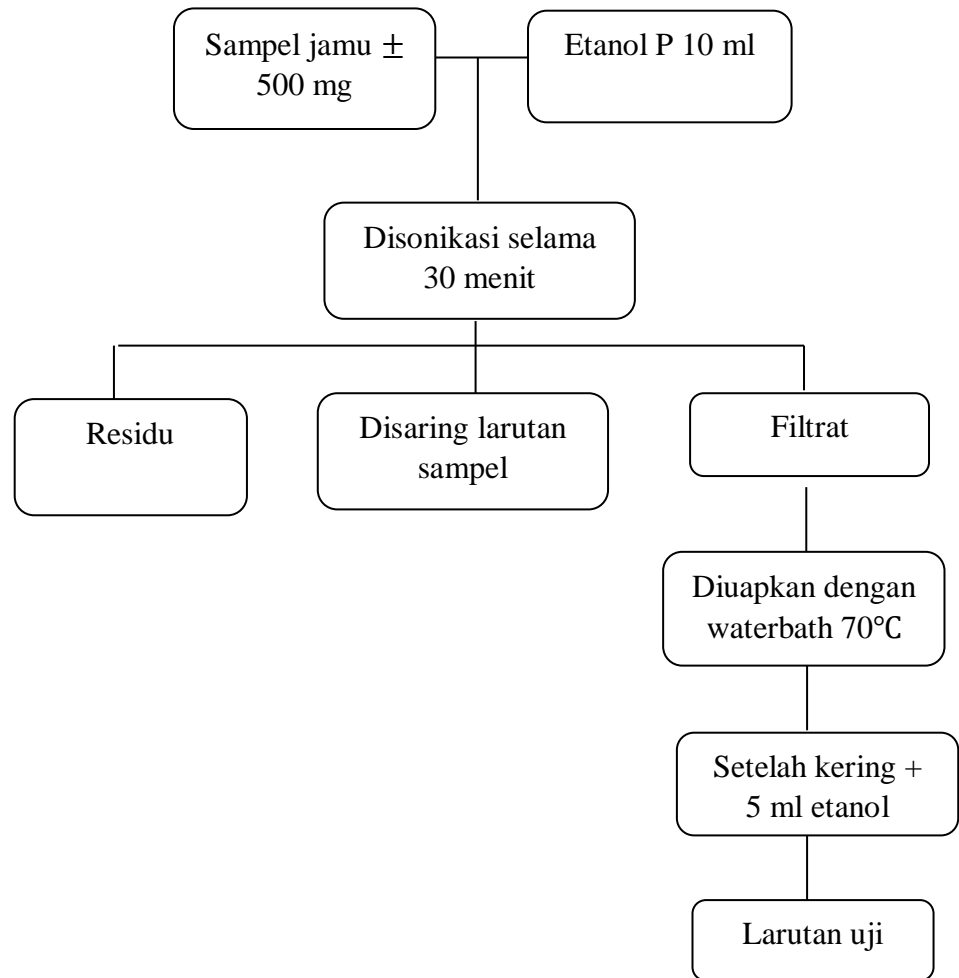 Sampel jamu ±
500 mg
Etanol P 10 ml
Disonikasi selama
30 menit
Residu
Disaring larutan
sampel
Filtrat
Diuapkan dengan
waterbath 70℃
Setelah kering +
5 ml etanol
Larutan uji